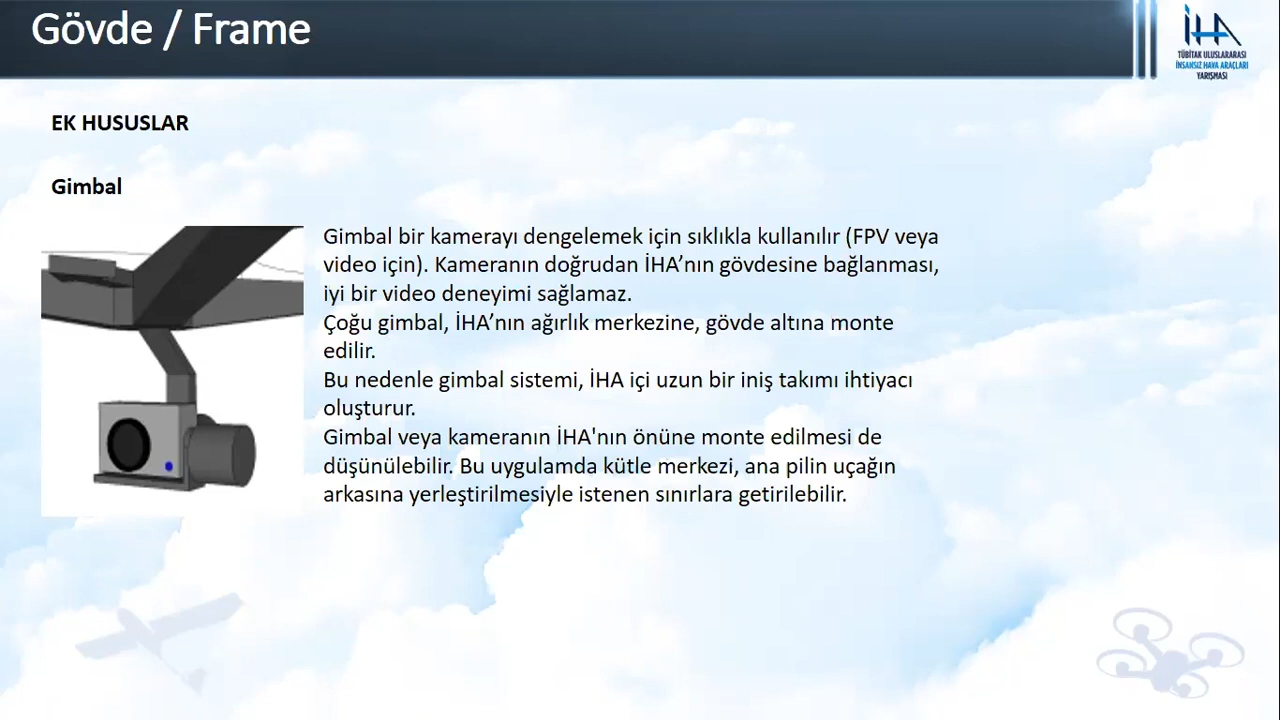 Gövde / Frame
İHA
TÜBİTAK ULUSLARARASI
İNSANSIZ HAVA ARAÇLARI
YARIŞMASI
EK HUSUSLAR
Gimbal
Gimbal bir kamerayı dengelemek için sıklıkla kullanılır (FPV veya
video için). Kameranın doğrudan İHA’nın gövdesine bağlanması,
iyi bir video deneyimi sağlamaz.
Çoğu gimbal, İHA’nın ağırlık merkezine, gövde altına monte
edilir.
Bu nedenle gimbal sistemi, İHA içi uzun bir iniş takımı ihtiyacı
oluşturur.
Gimbal veya kameranın İHA'nın önüne monte edilmesi de
düşünülebilir. Bu uygulamda kütle merkezi, ana pilin uçağın
arkasına yerleştirilmesiyle istenen sınırlara getirilebilir.